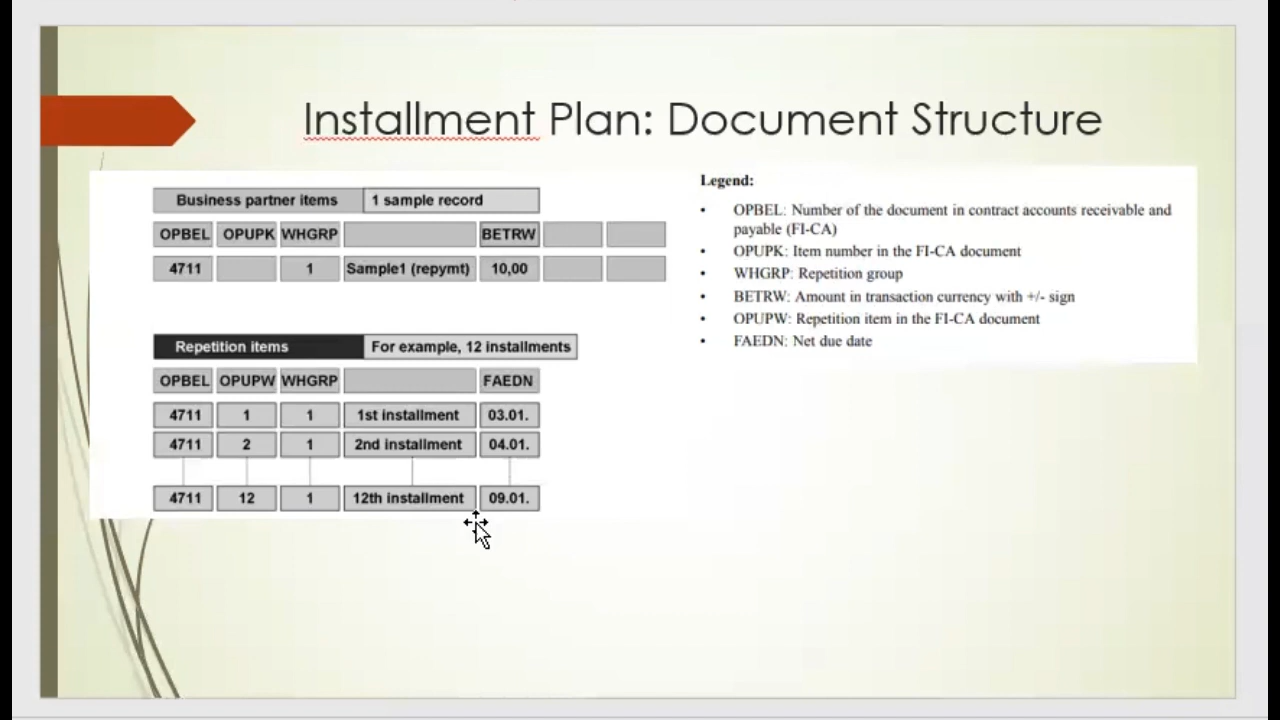 Installment Plan: Document Structure
Business partner items 1 sample record
OPBEL OPUPK WHGRP BETRW
4711 1 Sample1 (repymt) 10,00
Repetition items For example, 12 installments
OPBEL OPUPW WHGRP FAEDN
4711 1 1 1st installment 03.01.
4711 2 1 2nd installment 04.01.
4711 12 1 12th installment 09.01.
Legend:
• OPBEL: Number of the document in contract accounts receivable and
payable (FI-CA)
• OPUPK: Item number in the FI-CA document
• WHGRP: Repetition group
• BETRW: Amount in transaction currency with +/- sign
• OPUPW: Repetition item in the FI-CA document
• FAEDN: Net due date